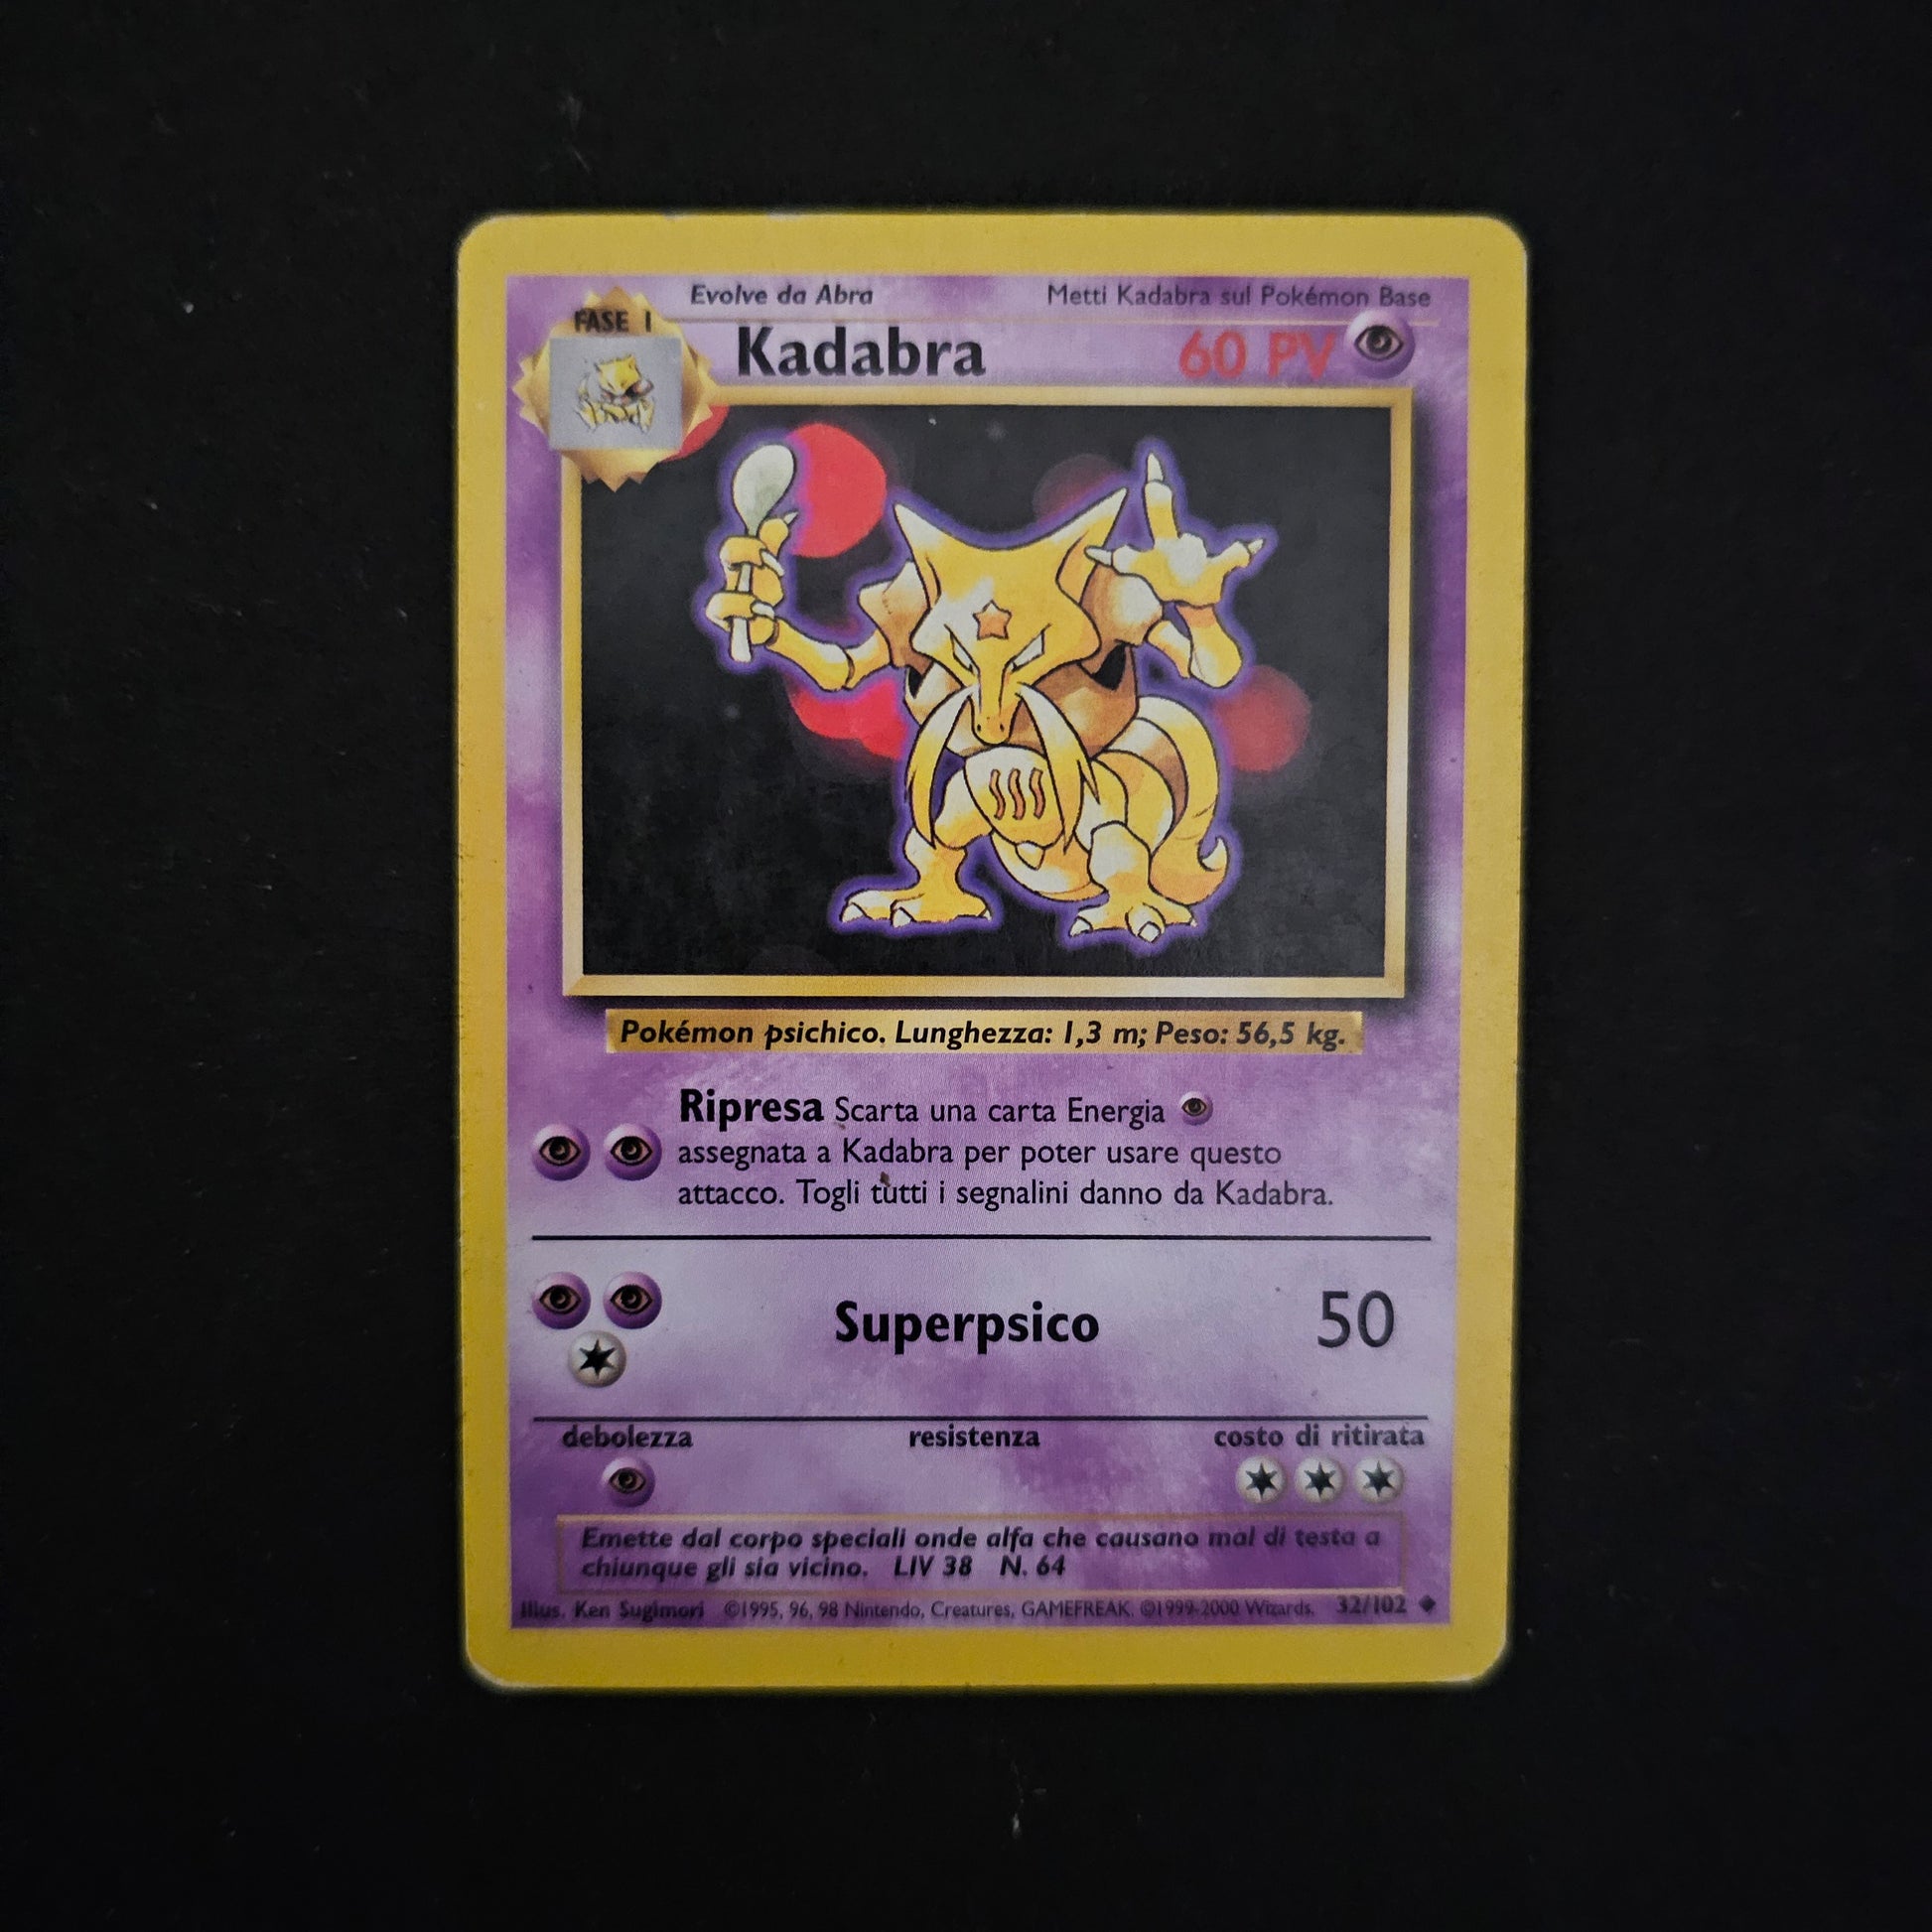 Evolve da Abra
Metti Kadabra sul Pokémon Base
FASE 1
Kadabra
60 PV
Pokémon psichico. Lunghezza: 1,3 m; Peso: 56,5 kg.
Ripresa Scarta una carta Energia
assegnata a Kadabra per poter usare questo
attacco. Togli tutti i segnalini danno da Kadabra.
Superpsico
50
debolezza
resistenza
costo di ritirata
Emette dal corpo speciali onde alfa che causano mal di testa a
chiunque gli sia vicino. LIV 38 N. 64
Illus. Ken Sugimori ©1995, 96, 98 Nintendo, Creatures, GAMEFREAK. ©1999-2000 Wizards. 32/102